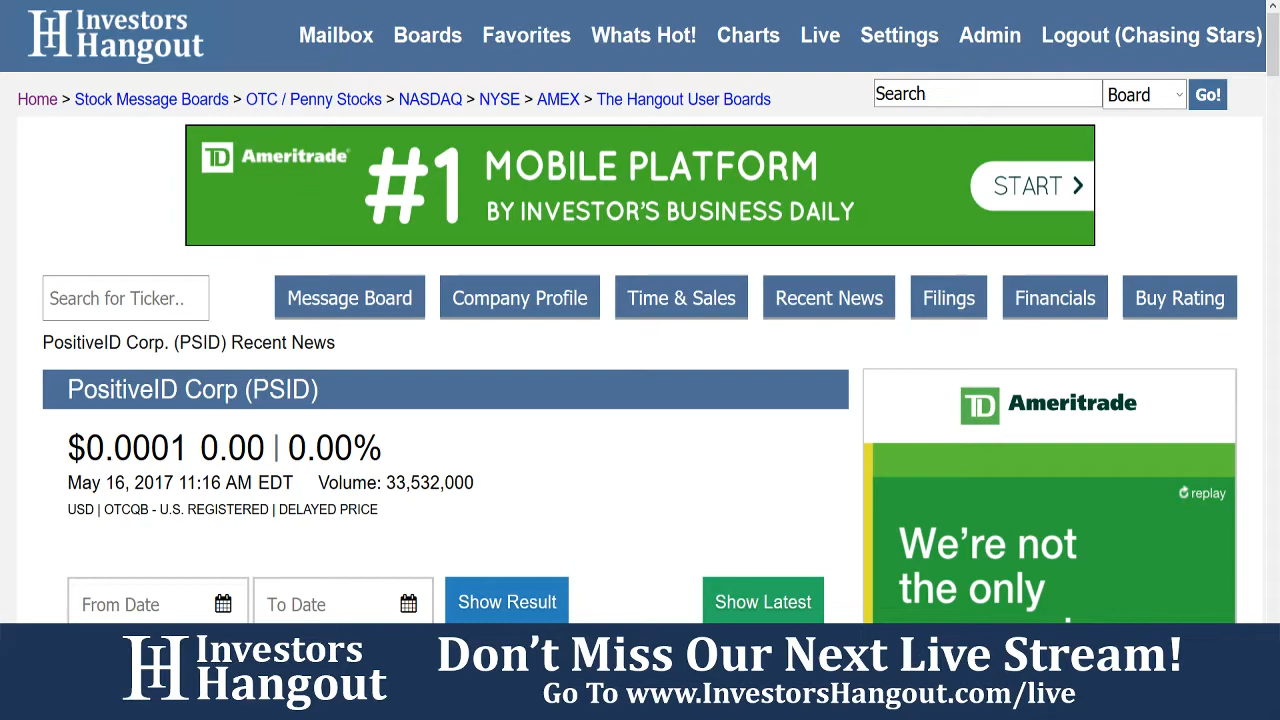 Investors
Hangout
Mailbox Boards Favorites Whats Hot! Charts Live Settings Admin Logout (Chasing Stars)
Home > Stock Message Boards > OTC / Penny Stocks > NASDAQ > NYSE > AMEX > The Hangout User Boards
Search Board Go!
TD Ameritrade #1 MOBILE PLATFORM
BY INVESTOR'S BUSINESS DAILY
START
Search for Ticker.. Message Board Company Profile Time & Sales Recent News Filings Financials Buy Rating
PositiveID Corp. (PSID) Recent News
PositiveID Corp (PSID)
$0.0001 0.00 | 0.00%
May 16, 2017 11:16 AM EDT Volume: 33,532,000
USD | OTCQB - U.S. REGISTERED | DELAYED PRICE
From Date To Date Show Result Show Latest
TD Ameritrade
replay
We're not
the only
Investors
Hangout
Don't Miss Our Next Live Stream!
Go To www.InvestorsHangout.com/live